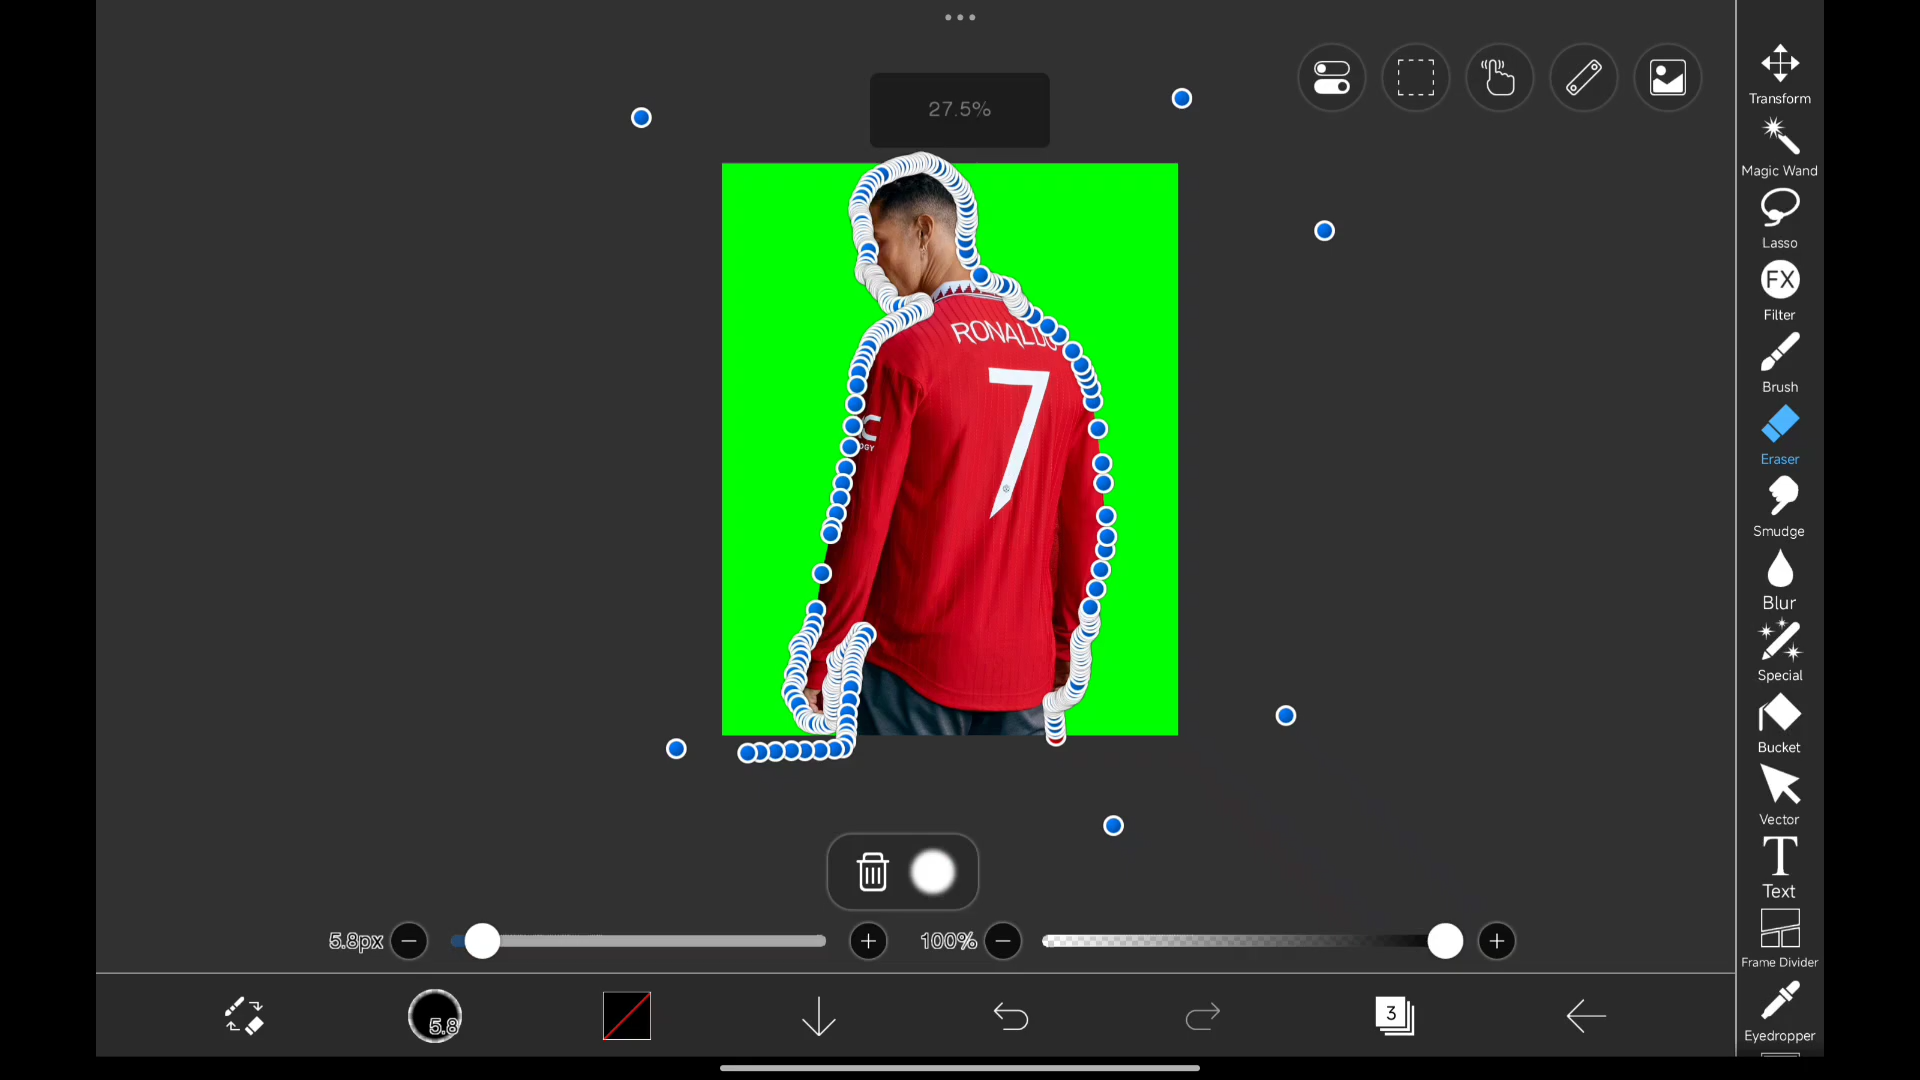 27.5%
Transform
Magic Wand
Lasso
FX
Filter
Brush
Eraser
Smudge
Blur
Special
Bucket
Vector
T
Text
Frame Divider
Eyedropper
RONALDO
7
OGY
5.8px
100%
5.8
3